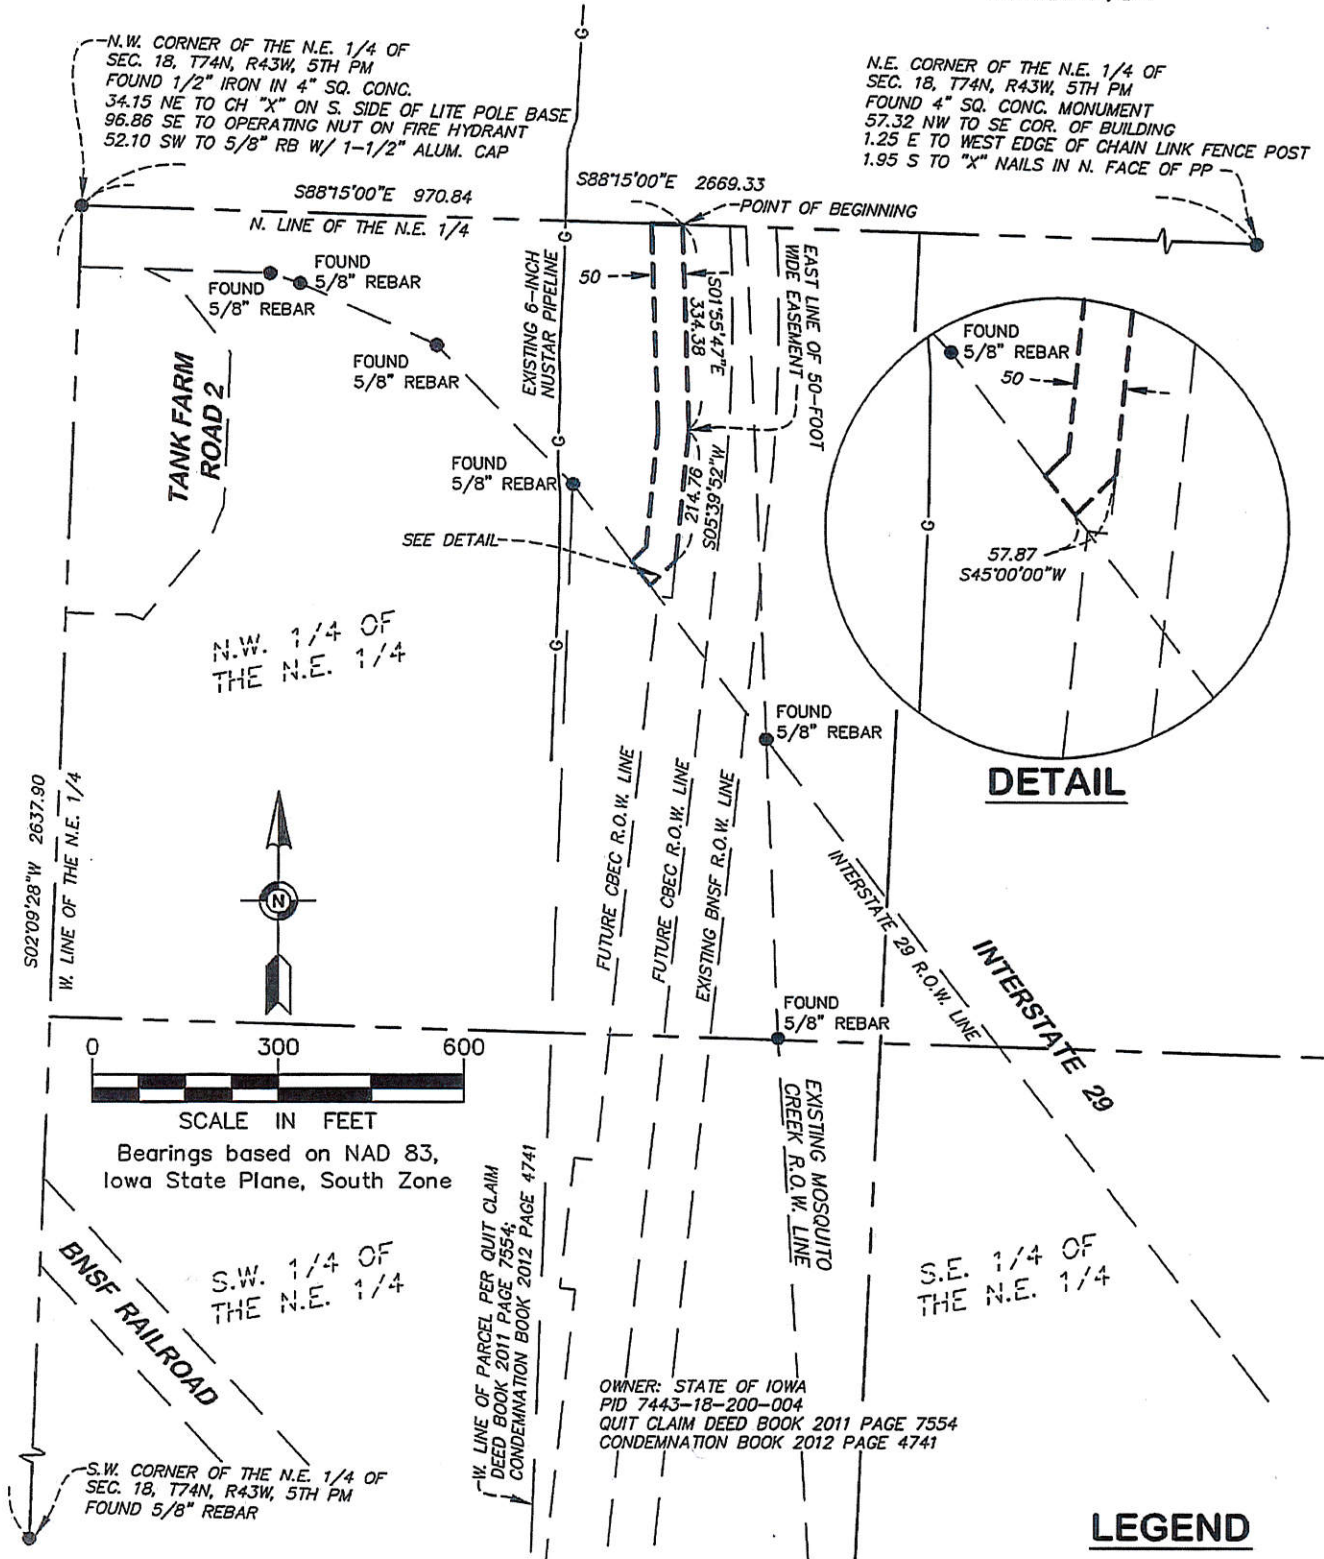 N.W. CORNER OF THE N.E. 1/4 OF
SEC. 18, T74N, R43W, 5TH PM
FOUND 1/2" IRON IN 4" SQ. CONC.
34.15 NE TO CH "X" ON S. SIDE OF LITE POLE BASE
96.86 SE TO OPERATING NUT ON FIRE HYDRANT
52.10 SW TO 5/8" RB W/ 1-1/2" ALUM. CAP
N.E. CORNER OF THE N.E. 1/4 OF
SEC. 18, T74N, R43W, 5TH PM
FOUND 4" SQ. CONC. MONUMENT
57.32 NW TO SE COR. OF BUILDING
1.25 E TO WEST EDGE OF CHAIN LINK FENCE POST
1.95 S TO "X" NAILS IN N. FACE OF PP
G
S88°15'00"E 970.84
N. LINE OF THE N.E. 1/4
S88°15'00"E 2669.33
POINT OF BEGINNING
G
G
FOUND
5/8" REBAR
FOUND
5/8" REBAR
FOUND
5/8" REBAR
EXISTING 6-INCH
NUSTAR PIPELINE
50
S01°55'47"E
334.38
EAST LINE OF 50-FOOT
WIDE EASEMENT
TANK FARM
ROAD 2
FOUND
5/8" REBAR
G
214.76
S05°39'52"W
SEE DETAIL
FOUND
5/8" REBAR
50
G
57.87
S45°00'00"W
DETAIL
N.W. 1/4 OF
THE N.E. 1/4
G
FOUND
5/8" REBAR
S02°09'28"W 2637.90
W. LINE OF THE N.E. 1/4
N
FUTURE CBEC R.O.W. LINE
FUTURE CBEC R.O.W. LINE
EXISTING BNSF R.O.W. LINE
INTERSTATE 29 R.O.W. LINE
INTERSTATE 29
FOUND
5/8" REBAR
0 300 600
SCALE IN FEET
Bearings based on NAD 83,
Iowa State Plane, South Zone
EXISTING MOSQUITO
CREEK R.O.W. LINE
W. LINE OF PARCEL PER QUIT CLAIM
DEED BOOK 2011 PAGE 7554;
CONDEMNATION BOOK 2012 PAGE 4741
BNSF RAILROAD
S.W. 1/4 OF
THE N.E. 1/4
S.E. 1/4 OF
THE N.E. 1/4
OWNER: STATE OF IOWA
PID 7443-18-200-004
QUIT CLAIM DEED BOOK 2011 PAGE 7554
CONDEMNATION BOOK 2012 PAGE 4741
S.W. CORNER OF THE N.E. 1/4 OF
SEC. 18, T74N, R43W, 5TH PM
FOUND 5/8" REBAR
LEGEND